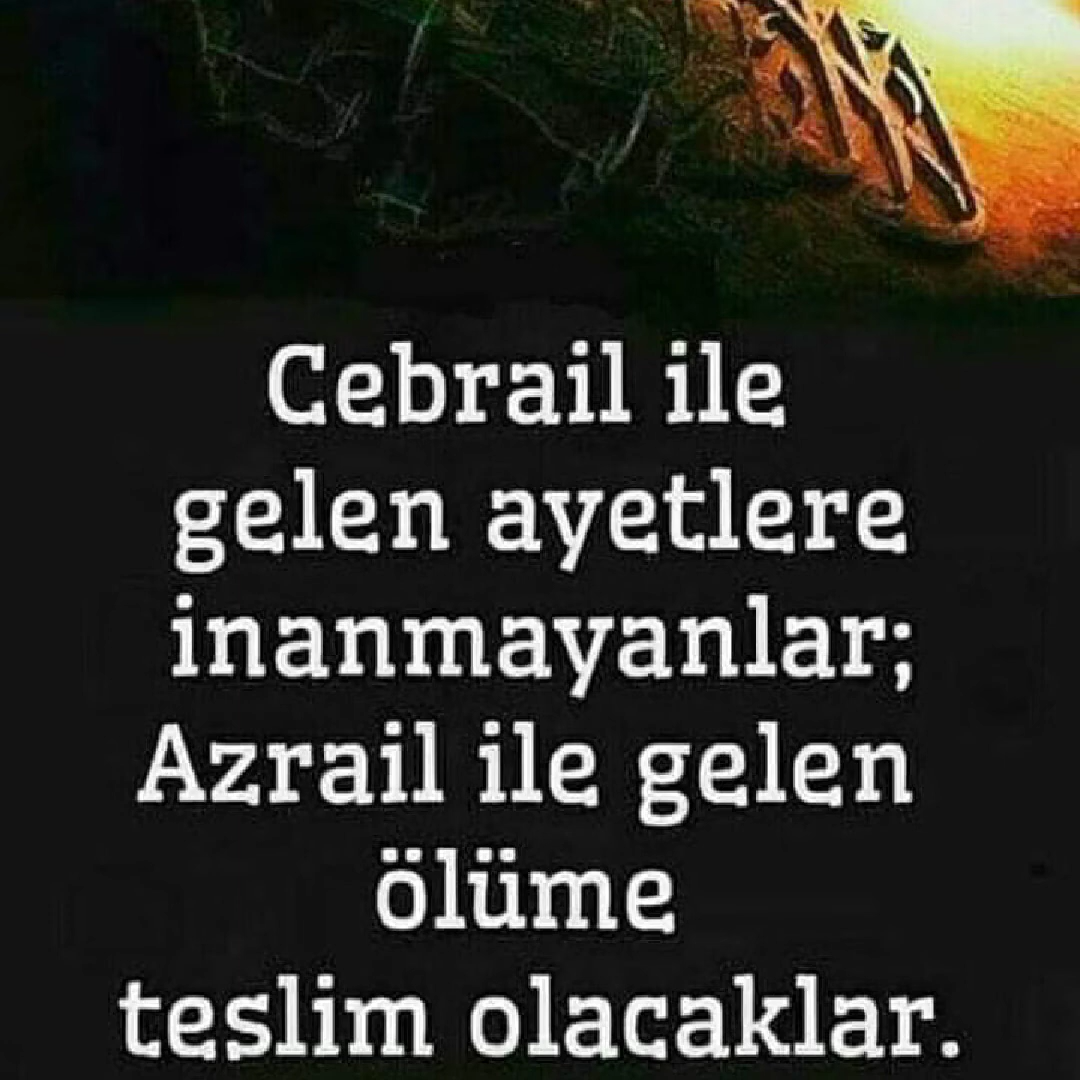 Cebrail ile
gelen ayetlere
inanmayanlar;
Azrail ile gelen
ölüme
teslim olacaklar.